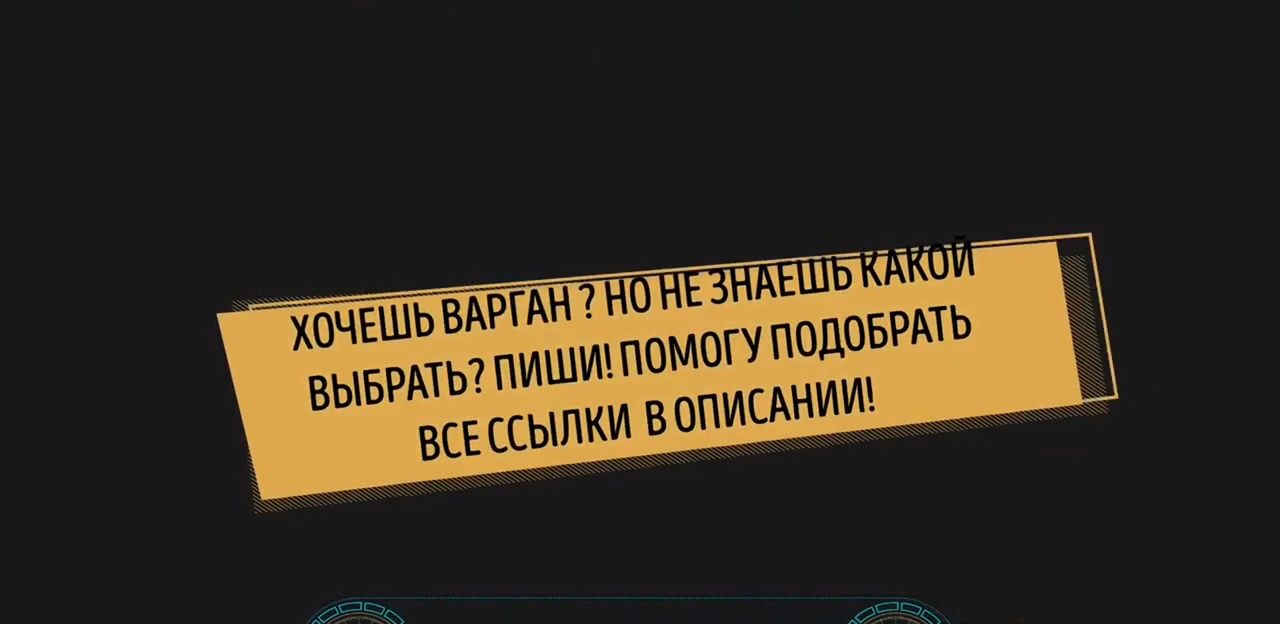 ХОЧЕШЬ ВАРГАН ? НО НЕ ЗНАЕШЬ КАКОЙ
ВЫБРАТЬ? ПИШИ! ПОМОГУ ПОДОБРАТЬ
ВСЕ ССЫЛКИ В ОПИСАНИИ!